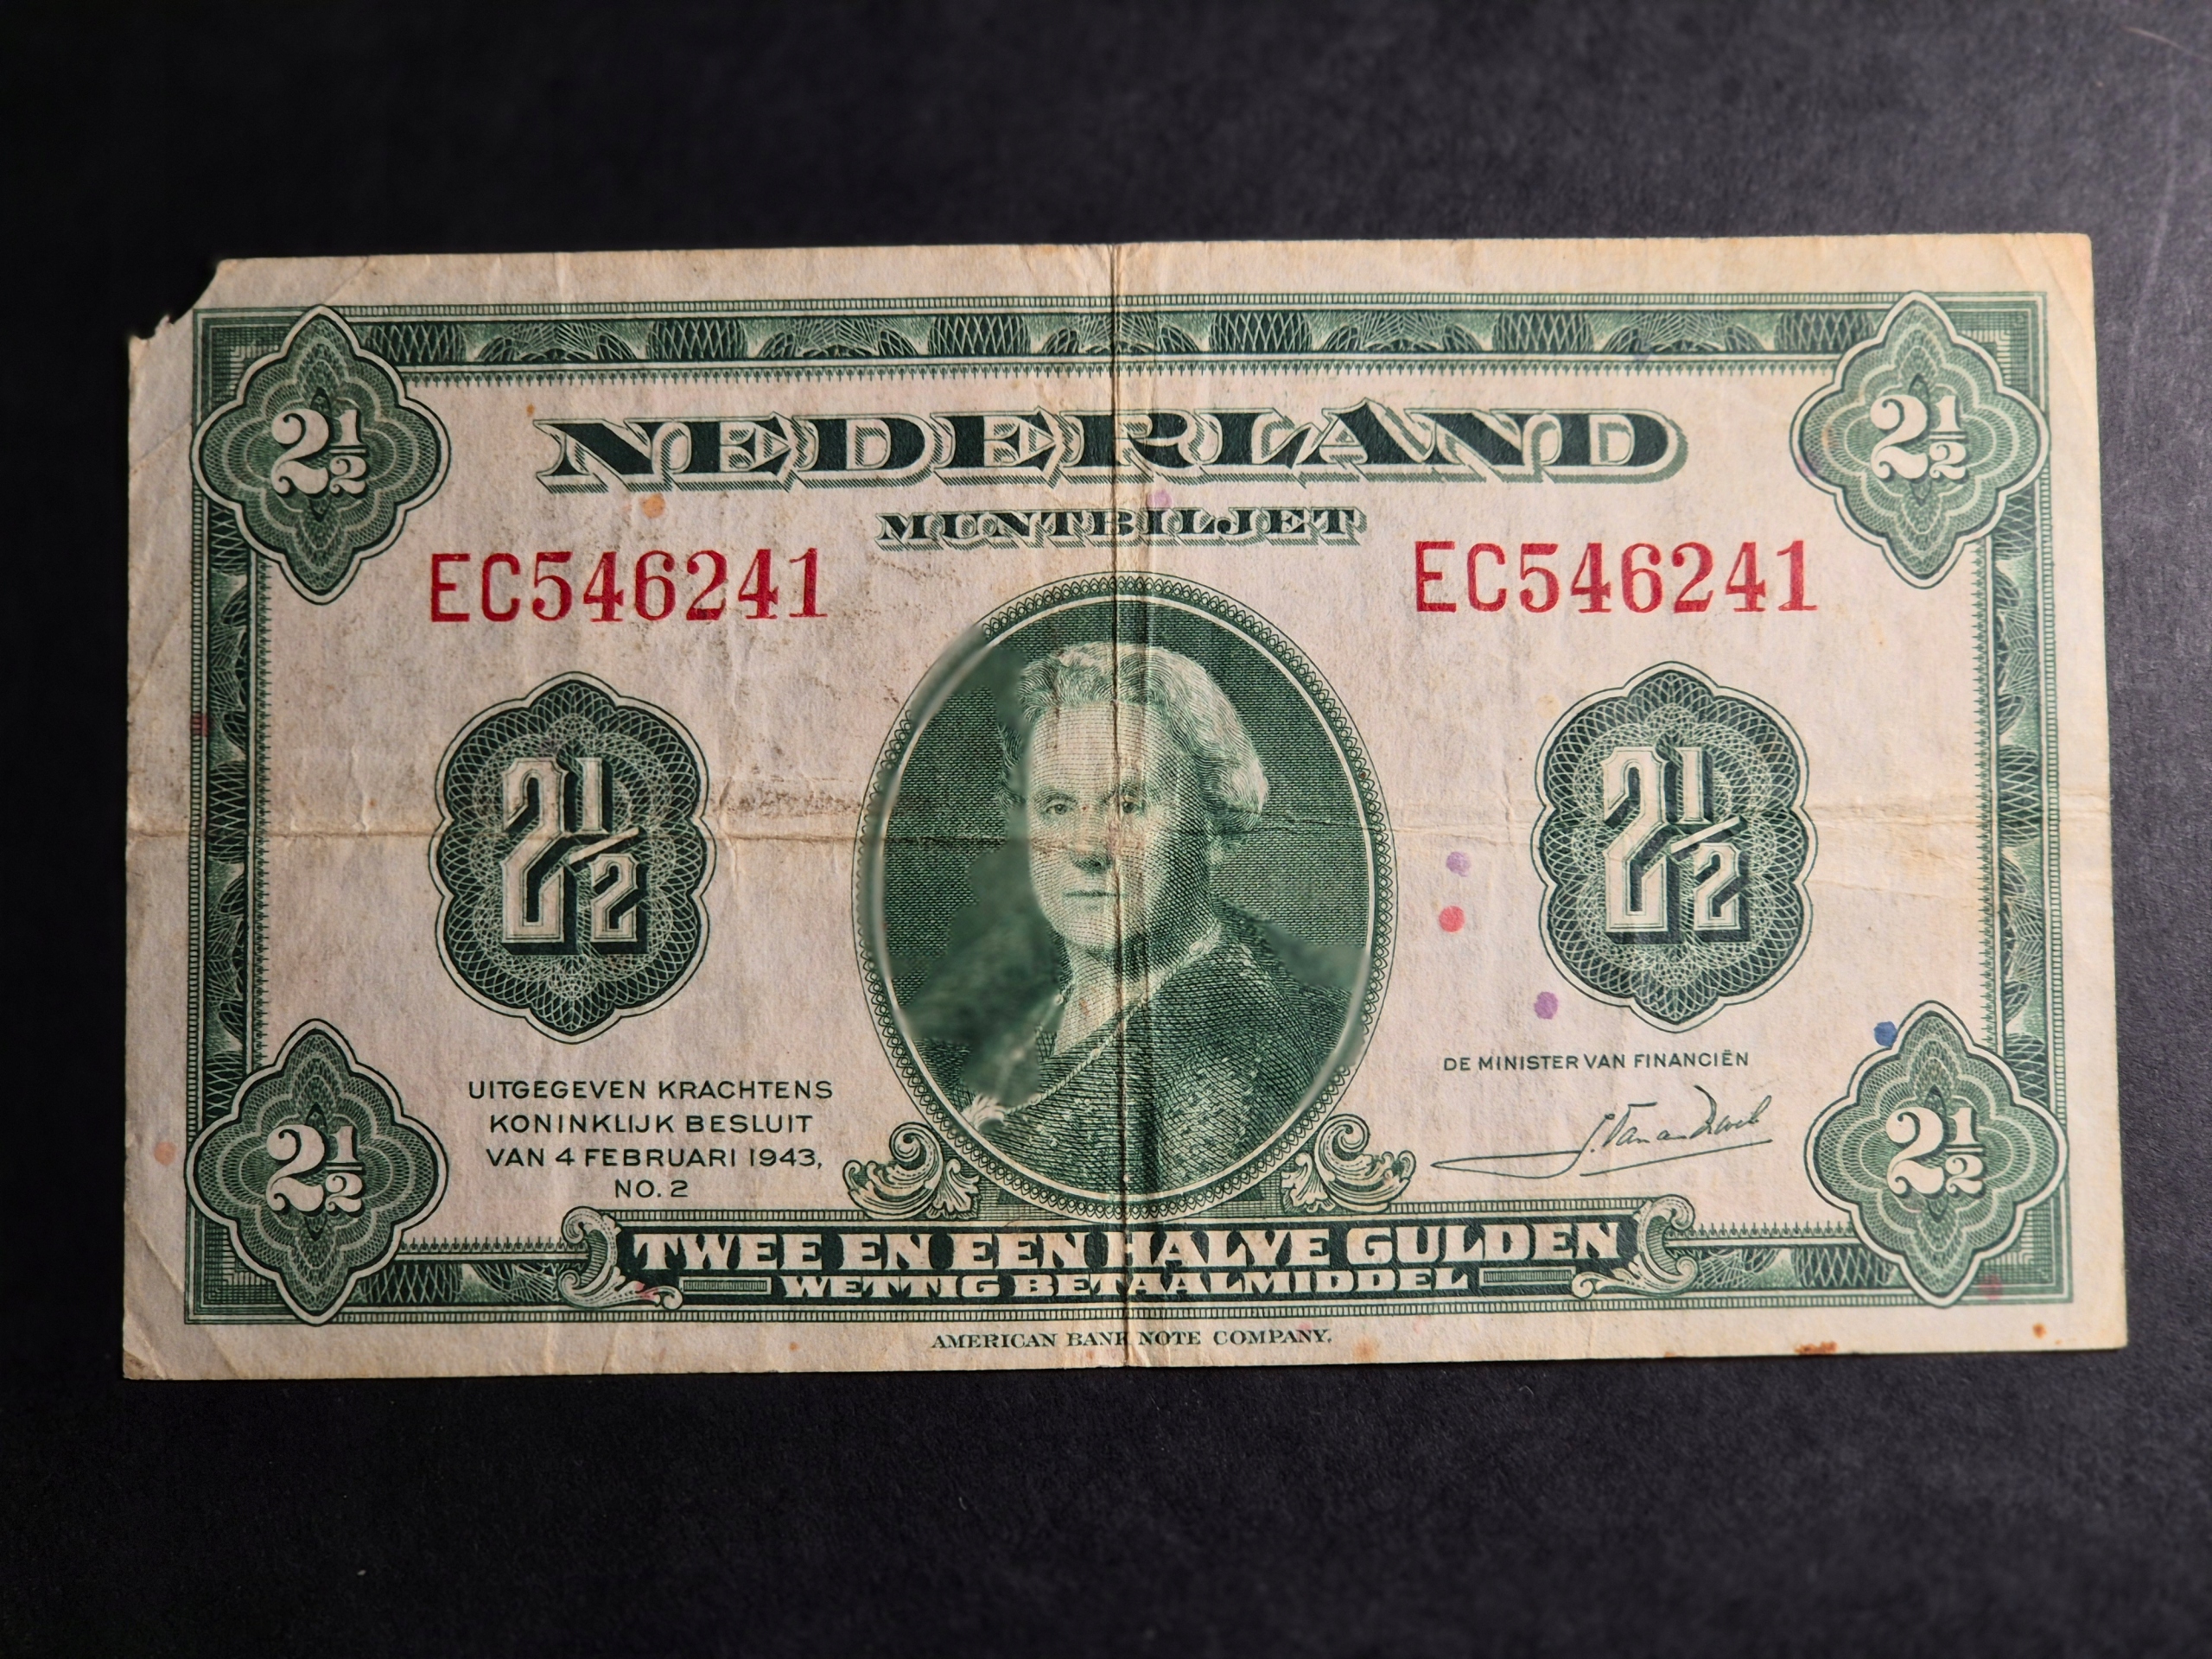 2½ 2½
NEDERLAND
MUNTBILJET
EC546241 EC546241
2½ 2½
DE MINISTER VAN FINANCIËN
UITGEGEVEN KRACHTENS
KONINKLIJK BESLUIT
VAN 4 FEBRUARI 1943,
NO. 2
2½ 2½
TWEE EN EEN HALVE GULDEN
WETTIG BETAALMIDDEL
AMERICAN BANK NOTE COMPANY.